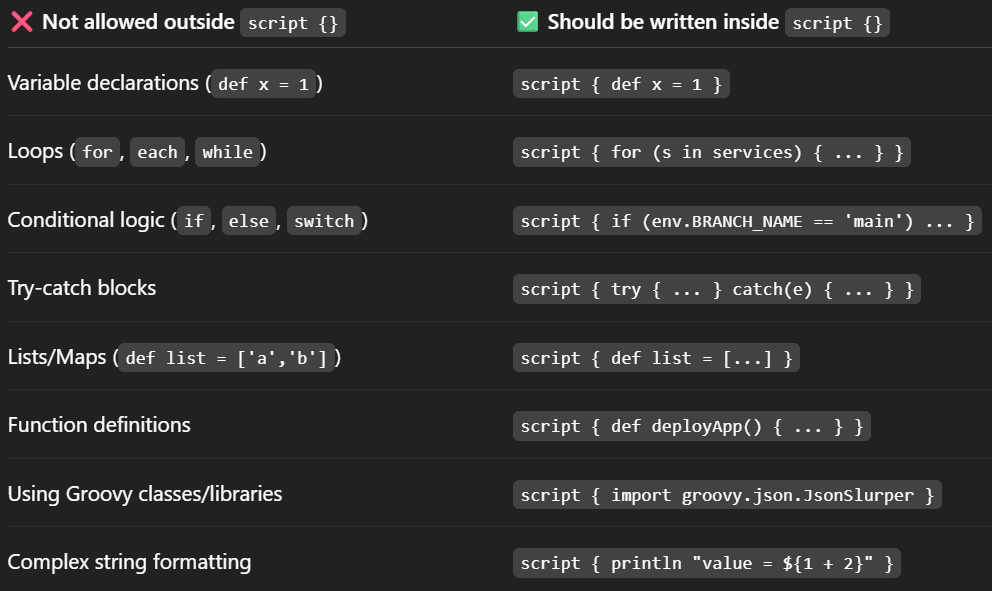 ❌ Not allowed outside script {} ✅ Should be written inside script {}
Variable declarations (def x = 1) script { def x = 1 }
Loops (for, each, while) script { for (s in services) { ... } }
Conditional logic (if, else, switch) script { if (env.BRANCH_NAME == 'main') ... }
Try-catch blocks script { try { ... } catch(e) { ... } }
Lists/Maps (def list = ['a','b']) script { def list = [...] }
Function definitions script { def deployApp() { ... } }
Using Groovy classes/libraries script { import groovy.json.JsonSlurper }
Complex string formatting script { println "value = ${1 + 2}" }